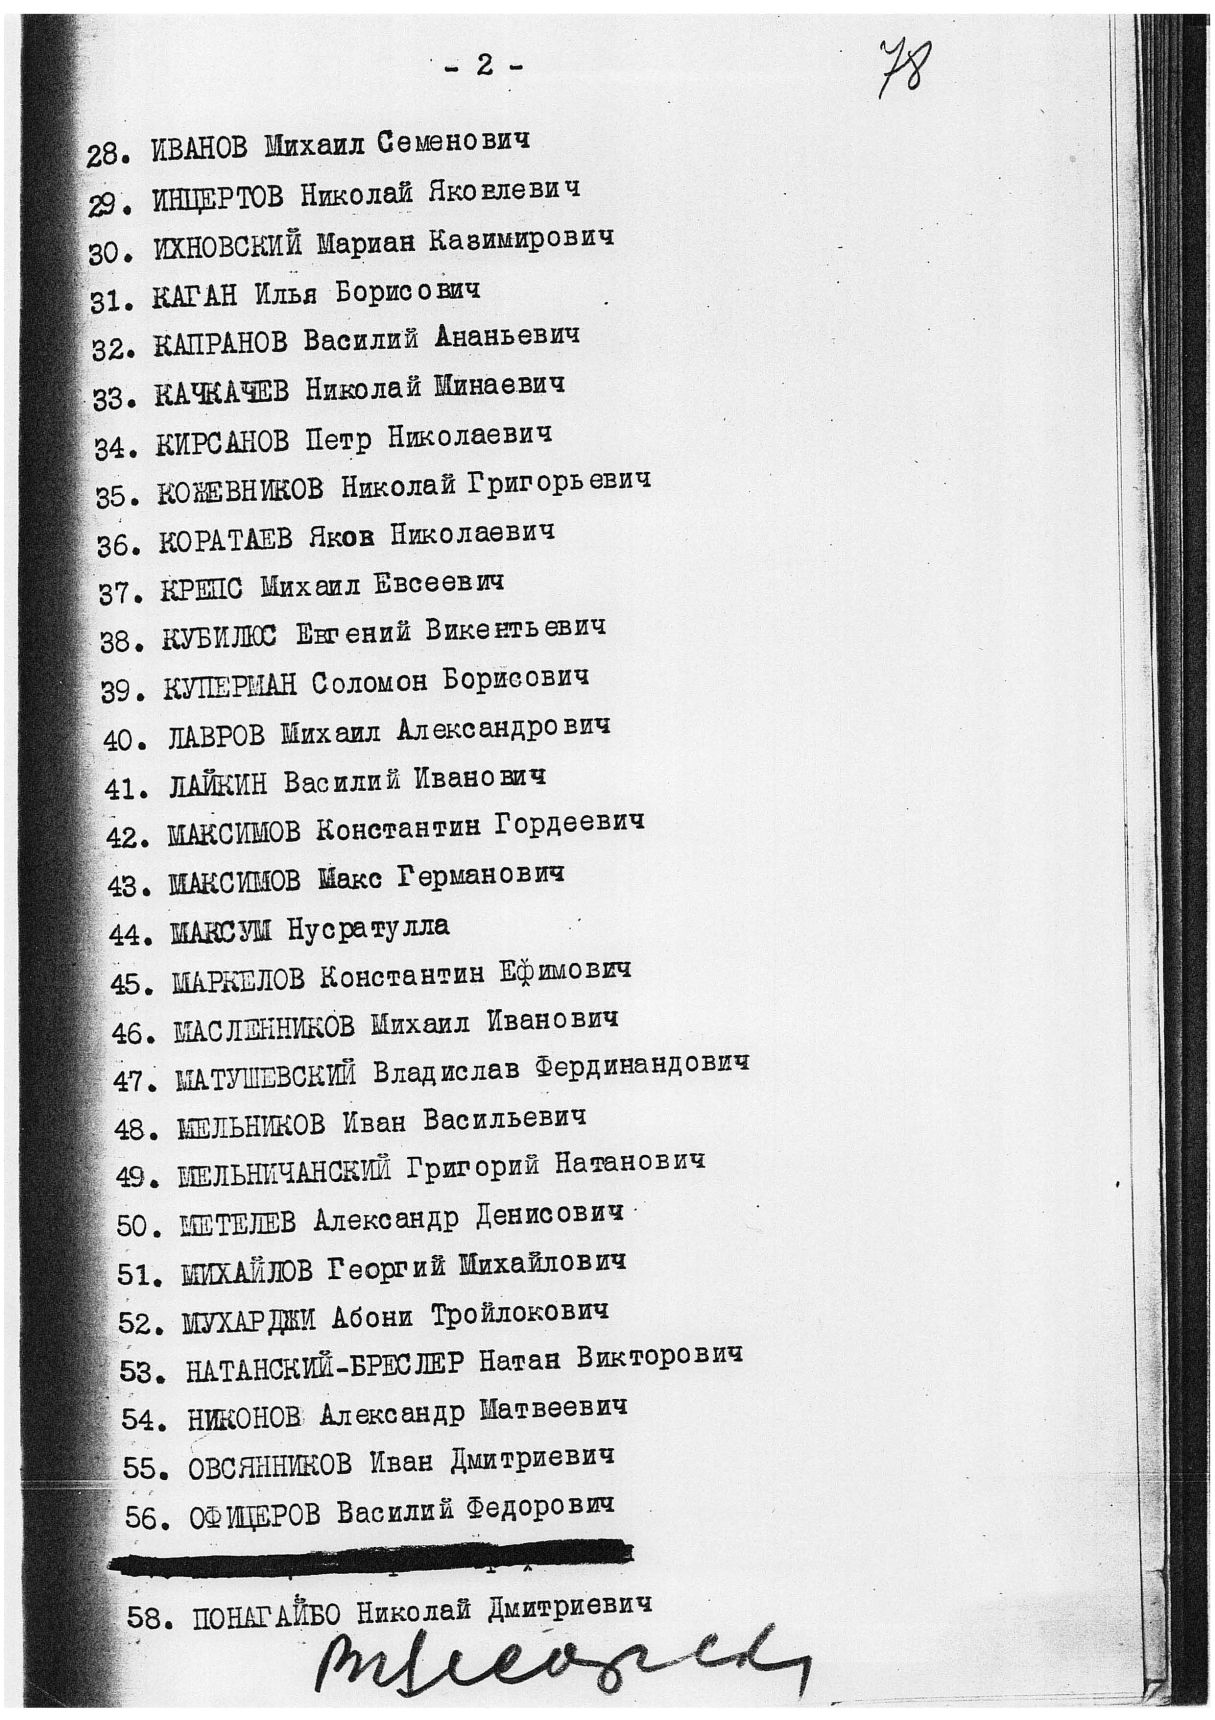 - 2 -
78
28. ИВАНОВ Михаил Семенович
29. ИНЦЕРТОВ Николай Яковлевич
30. ИХНОВСКИЙ Мариан Казимирович
31. КАГАН Илья Борисович
32. КАПРАНОВ Василий Ананьевич
33. КАЧКАЧЕВ Николай Минаевич
34. КИРСАНОВ Петр Николаевич
35. КОЖЕВНИКОВ Николай Григорьевич
36. КОРАТАЕВ Яков Николаевич
37. КРЕПС Михаил Евсеевич
38. КУБИЛЮС Евгений Викентьевич
39. КУПЕРМАН Соломон Борисович
40. ЛАВРОВ Михаил Александрович
41. ЛАЙКИН Василий Иванович
42. МАКСИМОВ Константин Гордеевич
43. МАКСИМОВ Макс Германович
44. МАКСУМ Нусратулла
45. МАРКЕЛОВ Константин Ефимович
46. МАСЛЕННИКОВ Михаил Иванович
47. МАТУШЕВСКИЙ Владислав Фердинандович
48. МЕЛЬНИКОВ Иван Васильевич
49. МЕЛЬНИЧАНСКИЙ Григорий Натанович
50. МЕТЕЛЕВ Александр Денисович
51. МИХАЙЛОВ Георгий Михайлович
52. МУХАРДЖИ Абони Тройлокович
53. НАТАНСКИЙ-БРЕСЛЕР Натан Викторович
54. НИКОНОВ Александр Матвеевич
55. ОВСЯННИКОВ Иван Дмитриевич
56. ОФИЦЕРОВ Василий Федорович
58. ПОНАГАЙБО Николай Дмитриевич